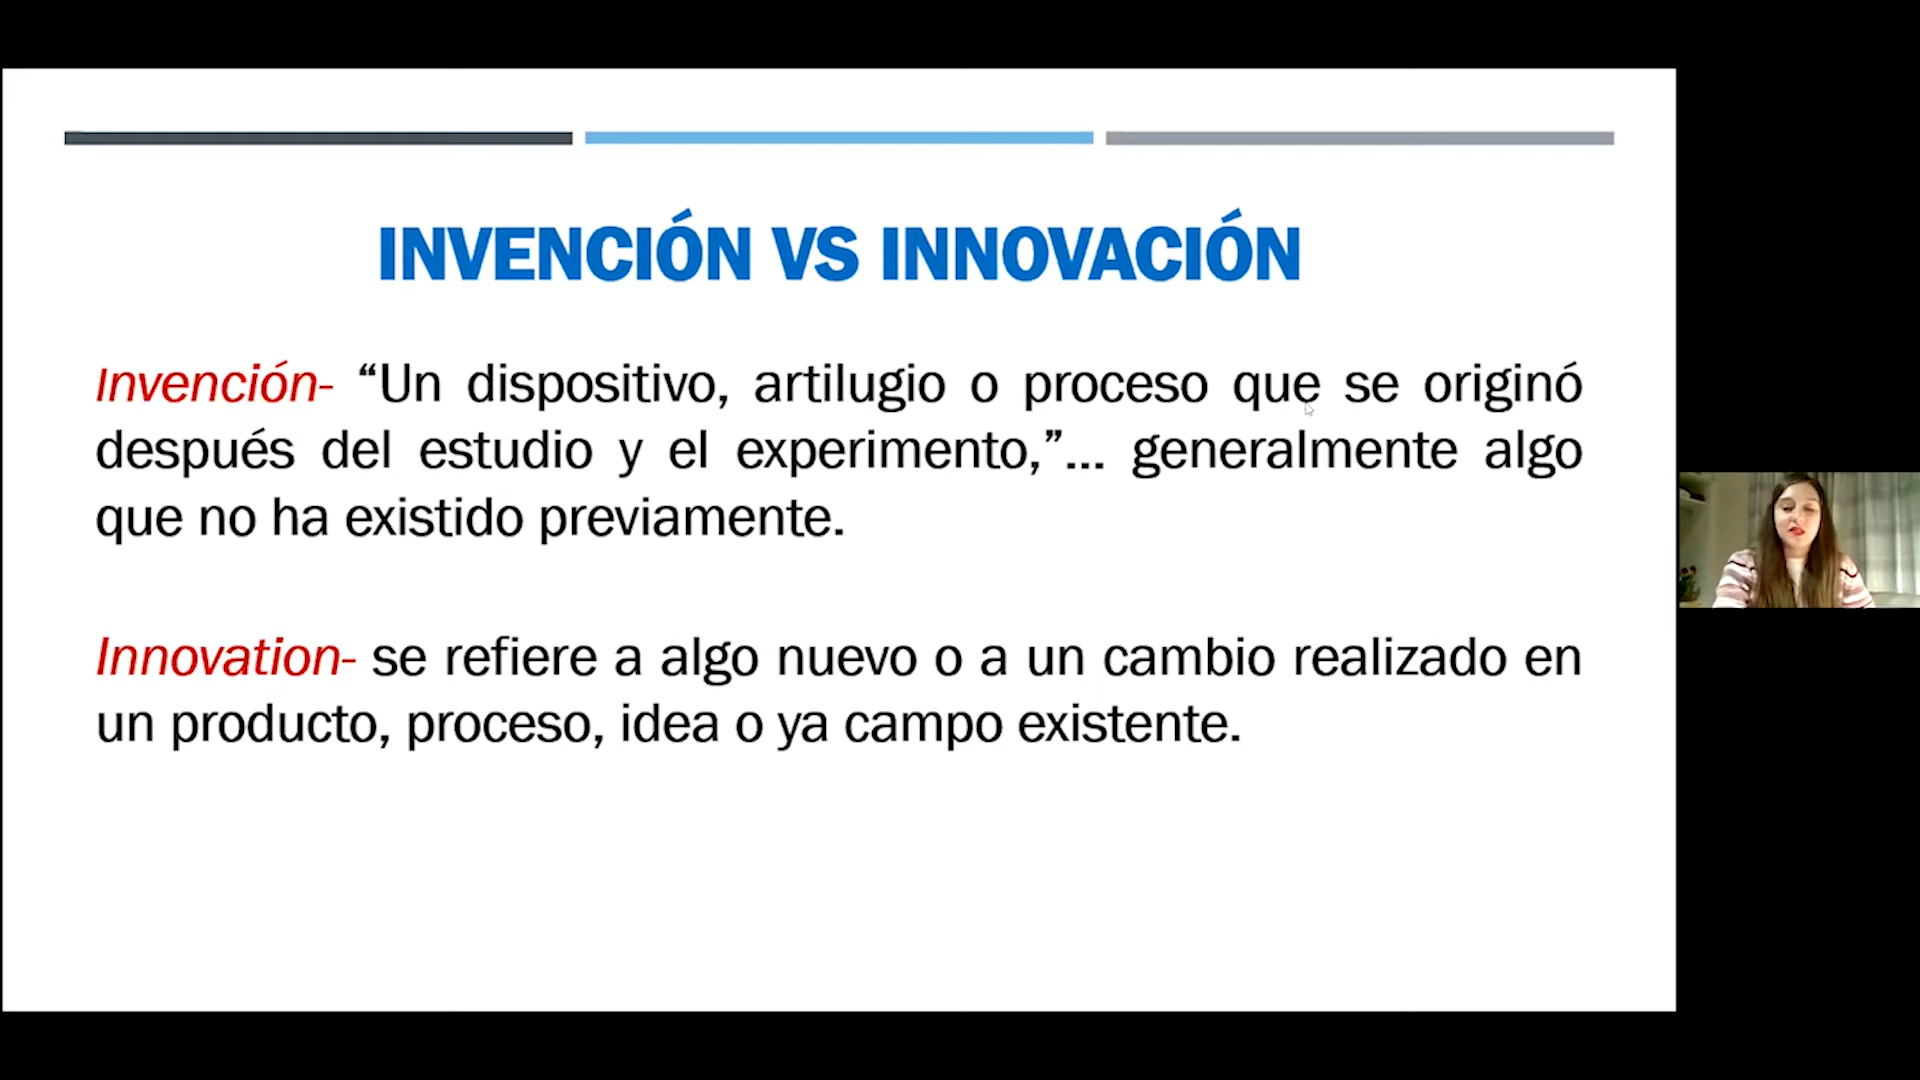 INVENCIÓN VS INNOVACIÓN
Invención- “Un dispositivo, artilugio o proceso que se originó
después del estudio y el experimento,”... generalmente algo
que no ha existido previamente.
Innovation- se refiere a algo nuevo o a un cambio realizado en
un producto, proceso, idea o ya campo existente.